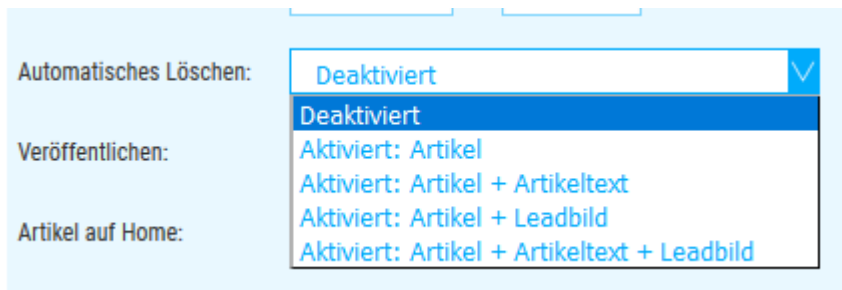 Automatisches Löschen:
Deaktiviert
Deaktiviert
Aktiviert: Artikel
Veröffentlichen:
Aktiviert: Artikel + Artikeltext
Aktiviert: Artikel + Leadbild
Artikel auf Home:
Aktiviert: Artikel + Artikeltext + Leadbild